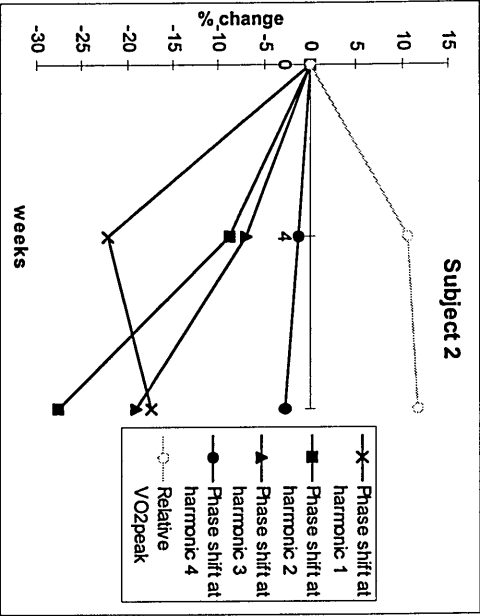 Subject 2
% change
15
10
5
0
-5
-10
-15
-20
-25
-30
0
4
weeks
Phase shift at
harmonic 1
Phase shift at
harmonic 2
Phase shift at
harmonic 3
Phase shift at
harmonic 4
Relative
VO2peak